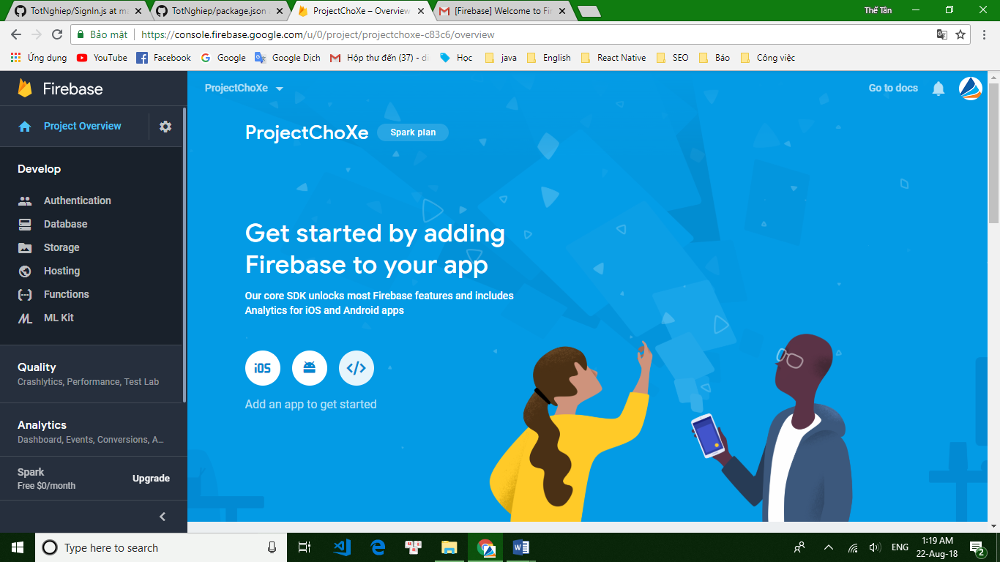 TotNghiep/SignIn.js at ma
TotNghiep/package.json
ProjectChoXe – Overview
[Firebase] Welcome to Fir
Thế Tân
Bảo mật
https://console.firebase.google.com/u/0/project/projectchoxe-c83c6/overview
Ứng dụng
YouTube
Facebook
Google
Google Dịch
Hộp thư đến (37) - di
Học
java
English
React Native
SEO
Báo
Công việc
Firebase
Project Overview
Develop
Authentication
Database
Storage
Hosting
Functions
ML Kit
Quality
Crashlytics, Performance, Test Lab
Analytics
Dashboard, Events, Conversions, A...
Spark
Free $0/month
Upgrade
ProjectChoXe
Go to docs
ProjectChoXe
Spark plan
Get started by adding
Firebase to your app
Our core SDK unlocks most Firebase features and includes
Analytics for iOS and Android apps
iOS
</>
Add an app to get started
Type here to search
ENG
1:19 AM
22-Aug-18
2